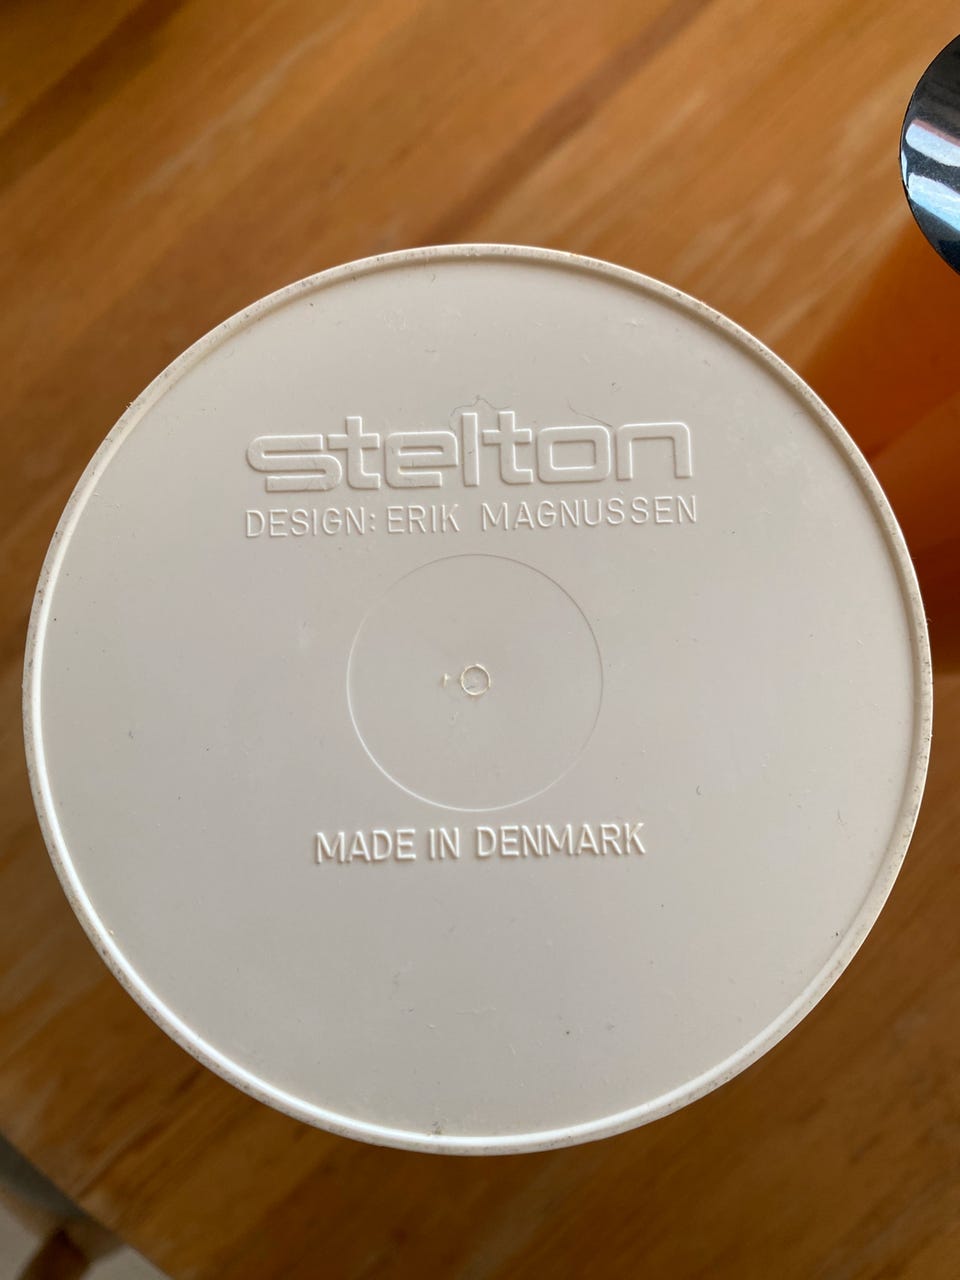 stelton
DESIGN: ERIK MAGNUSSEN
MADE IN DENMARK